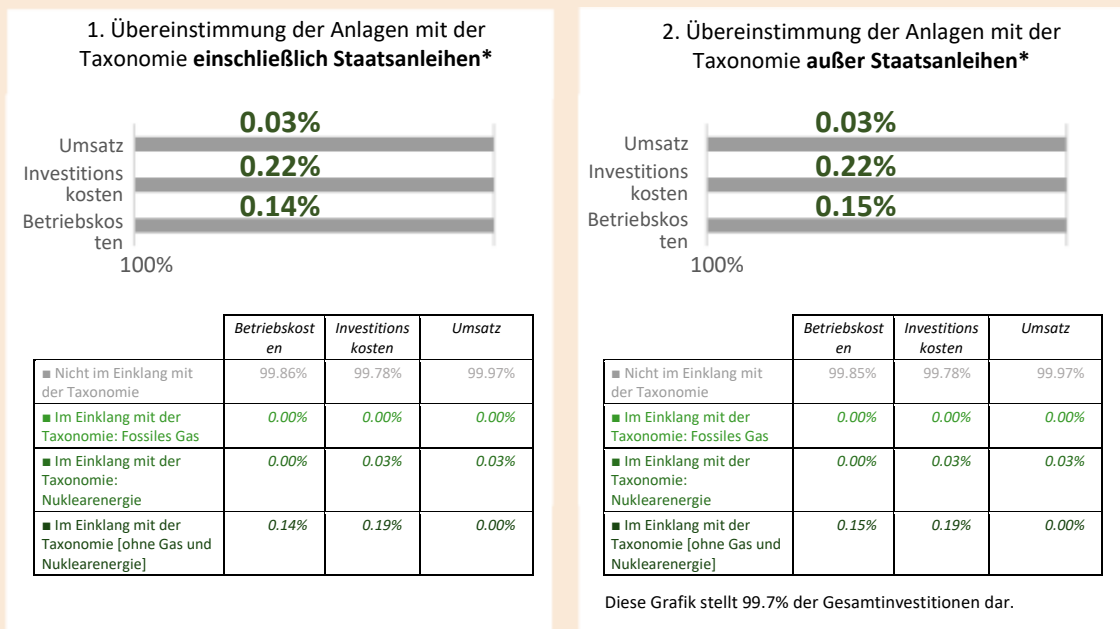 1. Übereinstimmung der Anlagen mit der
Taxonomie einschließlich Staatsanleihen*
0.03%
Umsatz
0.22%
Investitions
kosten
0.14%
Betriebskos
ten
100%
Betriebskost
en
Investitions
kosten
Umsatz
■ Nicht im Einklang mit
der Taxonomie
99.86%
99.78%
99.97%
■ Im Einklang mit der
Taxonomie: Fossiles Gas
0.00%
0.00%
0.00%
■ Im Einklang mit der
Taxonomie:
Nuklearenergie
0.00%
0.03%
0.03%
■ Im Einklang mit der
Taxonomie [ohne Gas und
Nuklearenergie]
0.14%
0.19%
0.00%
2. Übereinstimmung der Anlagen mit der
Taxonomie außer Staatsanleihen*
0.03%
Umsatz
0.22%
Investitions
kosten
0.15%
Betriebskos
ten
100%
Betriebskost
en
Investitions
kosten
Umsatz
■ Nicht im Einklang mit
der Taxonomie
99.85%
99.78%
99.97%
■ Im Einklang mit der
Taxonomie: Fossiles Gas
0.00%
0.00%
0.00%
■ Im Einklang mit der
Taxonomie:
Nuklearenergie
0.00%
0.03%
0.03%
■ Im Einklang mit der
Taxonomie [ohne Gas und
Nuklearenergie]
0.15%
0.19%
0.00%
Diese Grafik stellt 99.7% der Gesamtinvestitionen dar.